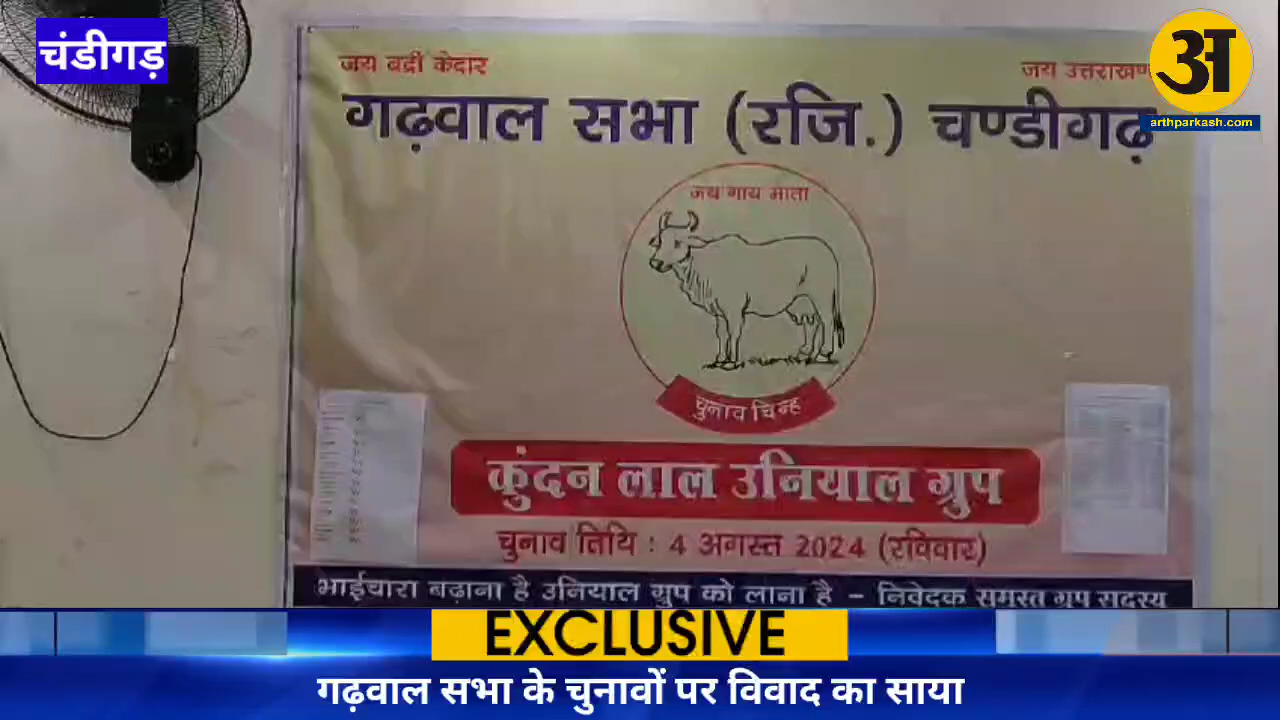 चंडीगड़
अ
arthparkash.com
जय बद्री केदार
जय उत्तराखण
गढ़वाल सभा (रजि.) चण्डीगढ़
जय गाय माता
चुनाव चिन्ह
कुंदन लाल उनियाल ग्रुप
चुनाव तिथि : 4 अगस्त 2024 (रविवार)
भाईचारा बढ़ाना है उनियाल ग्रुप को लाना है – निवेदक समस्त ग्रुप सदस्य
EXCLUSIVE
गढ़वाल सभा के चुनावों पर विवाद का साया